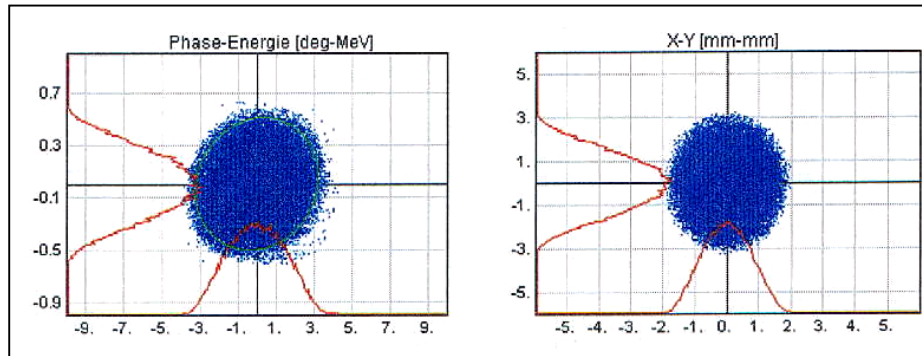 Phase-Energie [deg-MeV]
0.7
0.3
-0.1
-0.5
-0.9
-9. -7. -5. -3. -1. 1. 3. 5. 7. 9.
X-Y [mm-mm]
6.
3.
1.
-1.
-3.
-5.
-5. -4. -3. -2. -1. 0. 1. 2. 3. 4. 5.